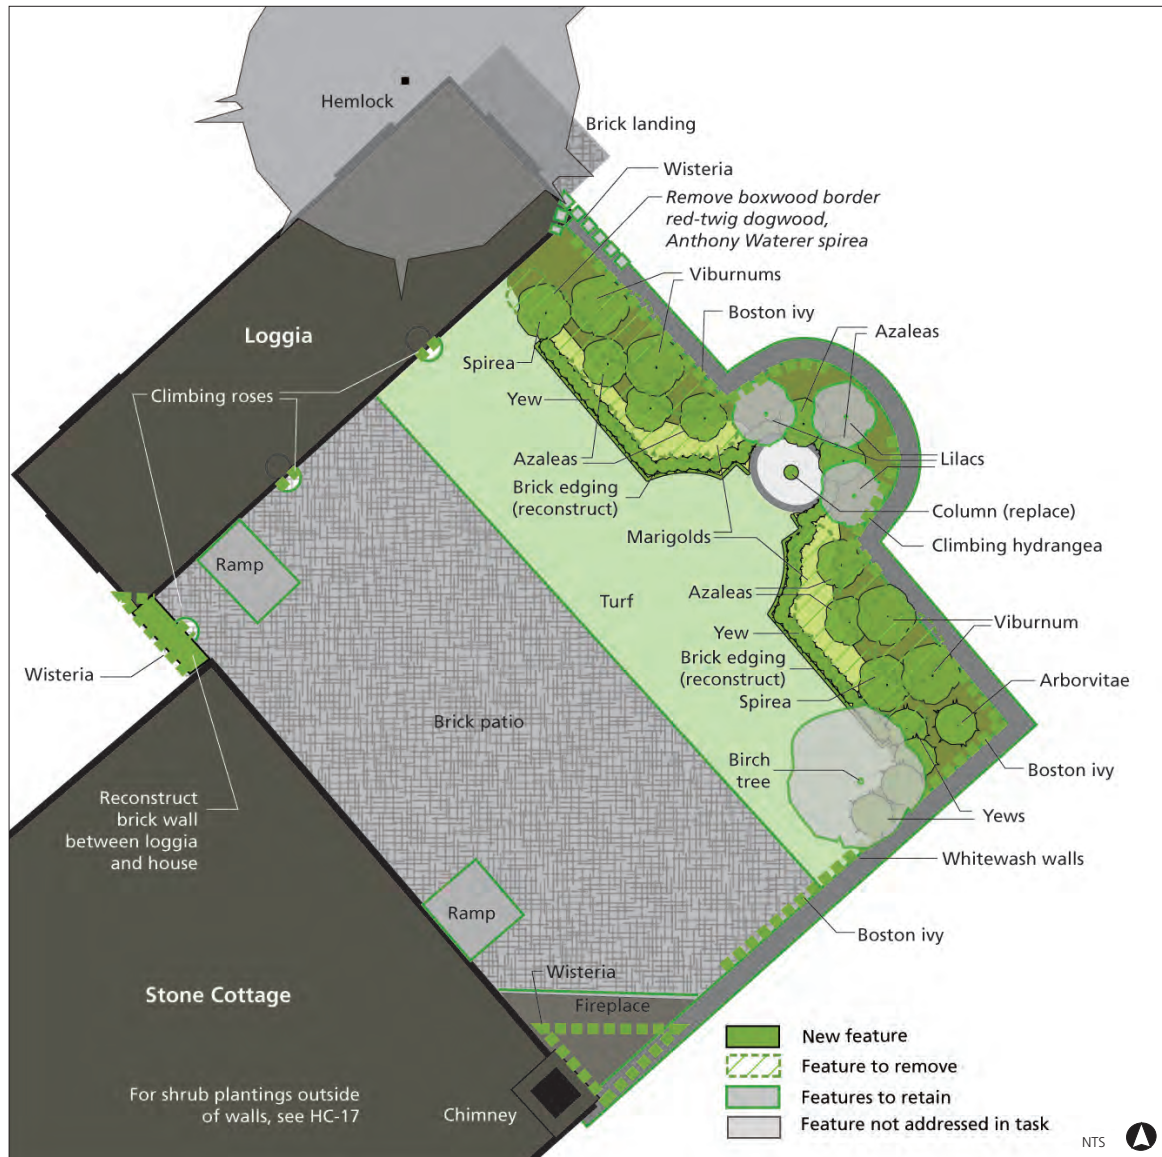 Hemlock
Brick landing
Wisteria
Remove boxwood border
red-twig dogwood,
Anthony Waterer spirea
Viburnums
Boston ivy
Azaleas
Loggia
Spirea
Climbing roses
Yew
Azaleas
Lilacs
Brick edging
(reconstruct)
Column (replace)
Marigolds
Climbing hydrangea
Ramp
Azaleas
Turf
Viburnum
Yew
Brick edging
(reconstruct)
Wisteria
Arborvitae
Spirea
Brick patio
Birch
tree
Boston ivy
Reconstruct
brick wall
between loggia
and house
Yews
Whitewash walls
Ramp
Boston ivy
Wisteria
Stone Cottage
Fireplace
New feature
Feature to remove
For shrub plantings outside
of walls, see HC-17
Features to retain
Chimney
Feature not addressed in task
NTS